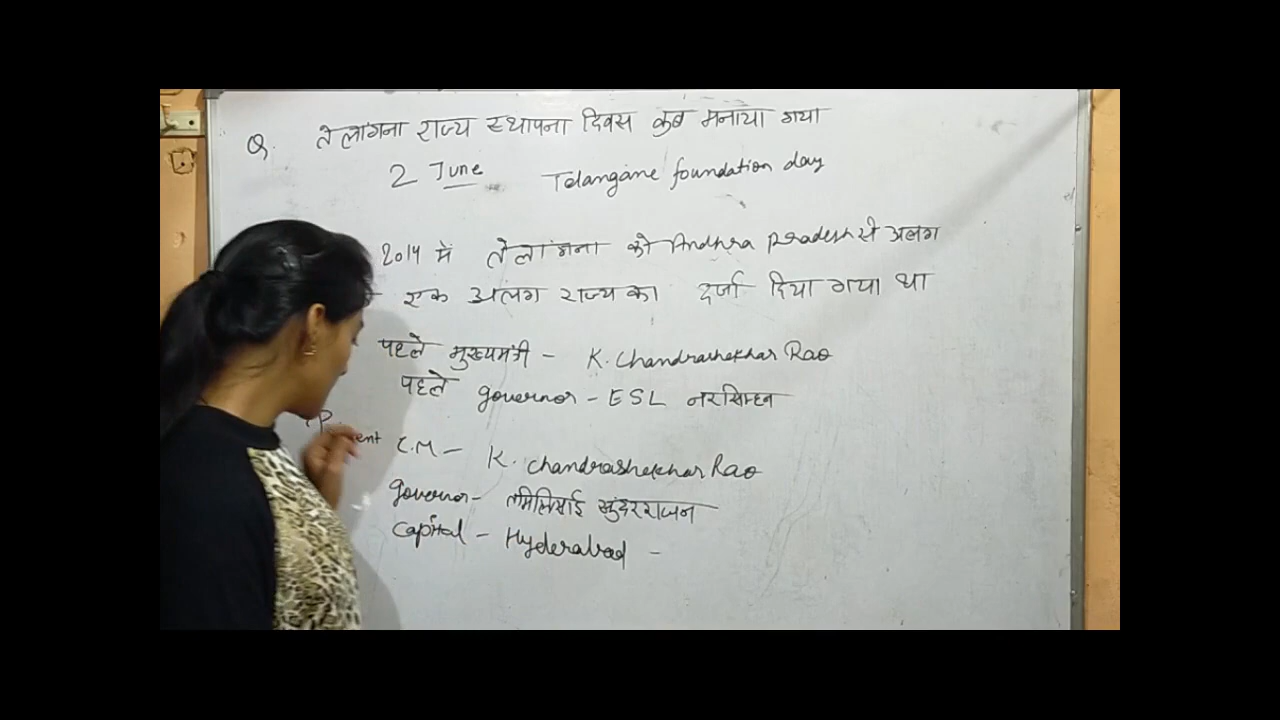 Q. तेलांगना राज्य स्थापना दिवस कब मनाया गया
2 June Telangane foundation day
2014 में तेलांगना को Andhra Pradesh से अलग
एक अलग राज्य का दर्जा दिया गया था
पहले मुख्यमंत्री - K. Chandrashekhar Rao
पहले governor - ESL नरसिम्हन
C.M - K. Chandrashekhar Rao
governor - तमिलिसाई सुंदरराजन
Capital - Hyderabad -